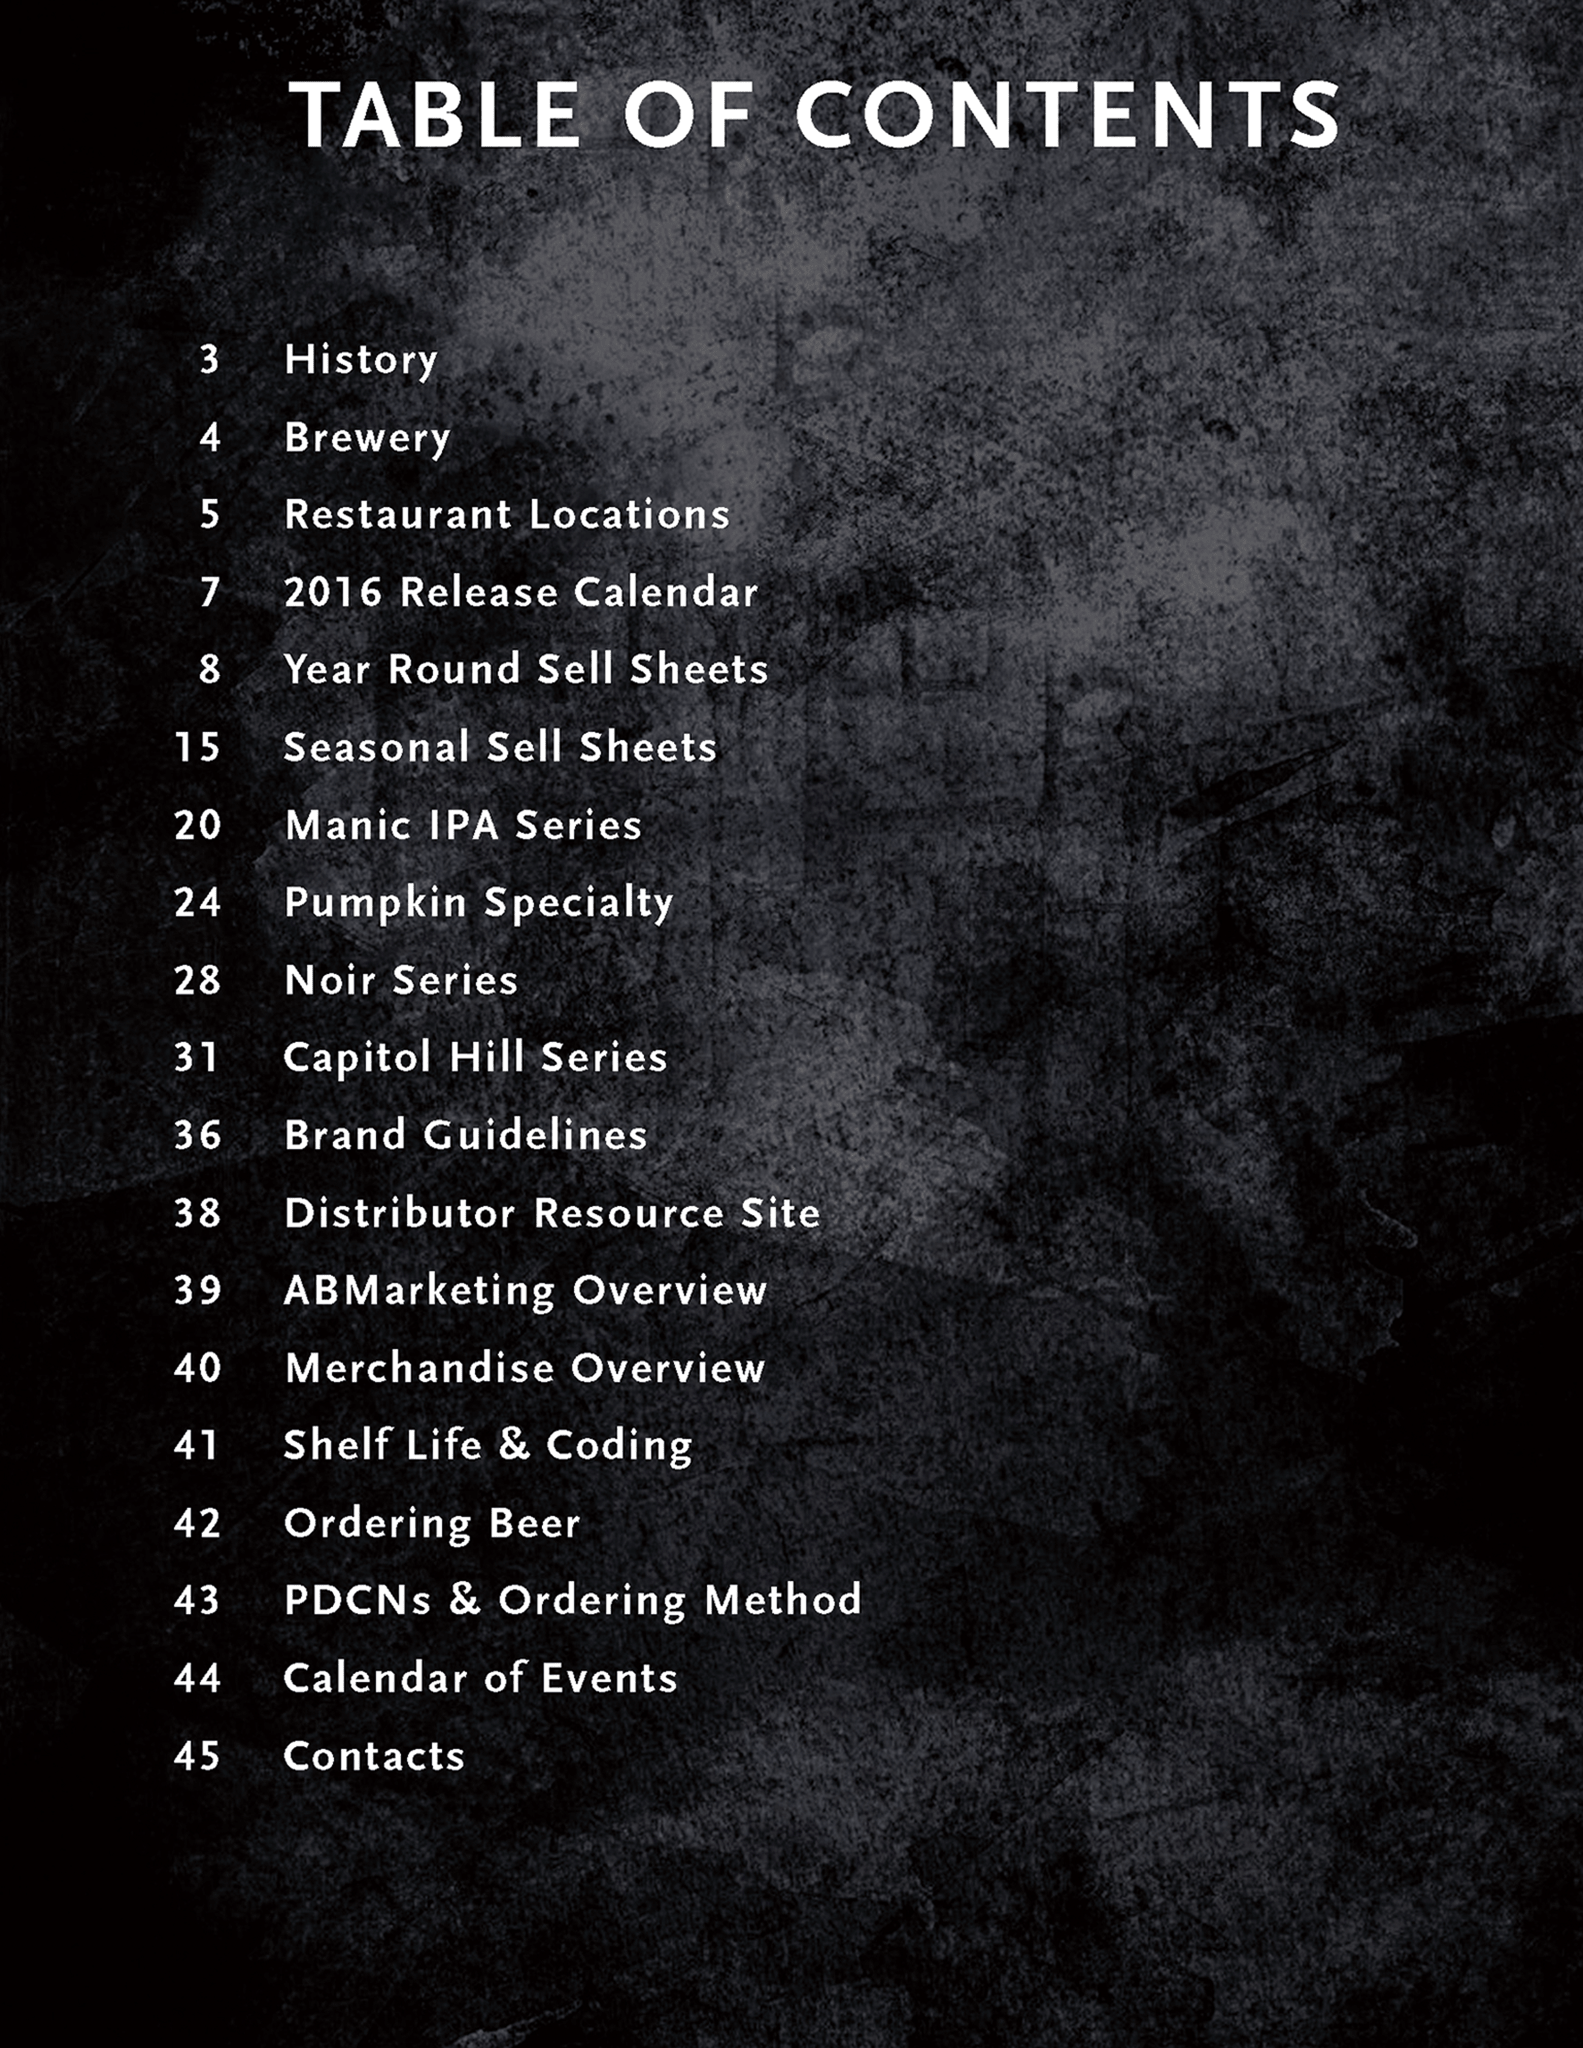 TABLE OF CONTENTS
3 History
4 Brewery
5 Restaurant Locations
7 2016 Release Calendar
8 Year Round Sell Sheets
15 Seasonal Sell Sheets
20 Manic IPA Series
24 Pumpkin Specialty
28 Noir Series
31 Capitol Hill Series
36 Brand Guidelines
38 Distributor Resource Site
39 ABMarketing Overview
40 Merchandise Overview
41 Shelf Life & Coding
42 Ordering Beer
43 PDCNs & Ordering Method
44 Calendar of Events
45 Contacts